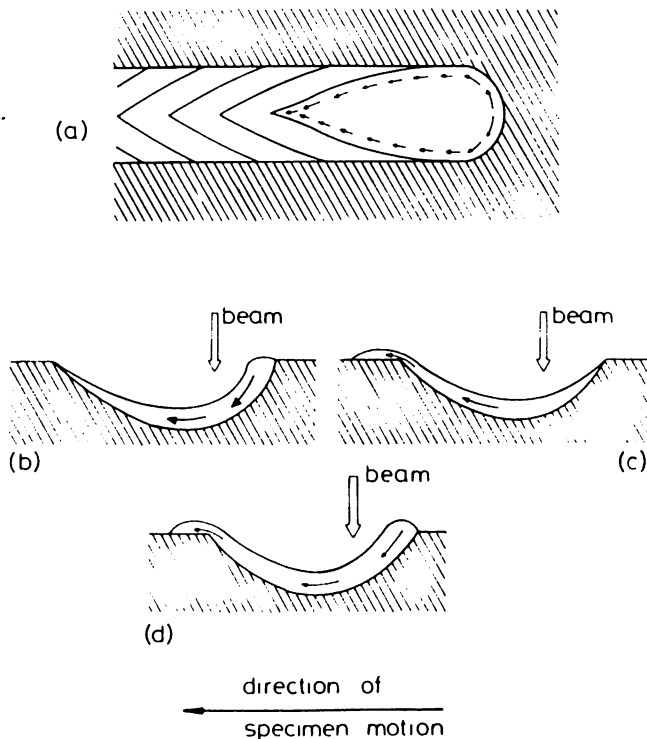 (a)
beam
beam
(b)
(c)
beam
(d)
direction of
specimen motion